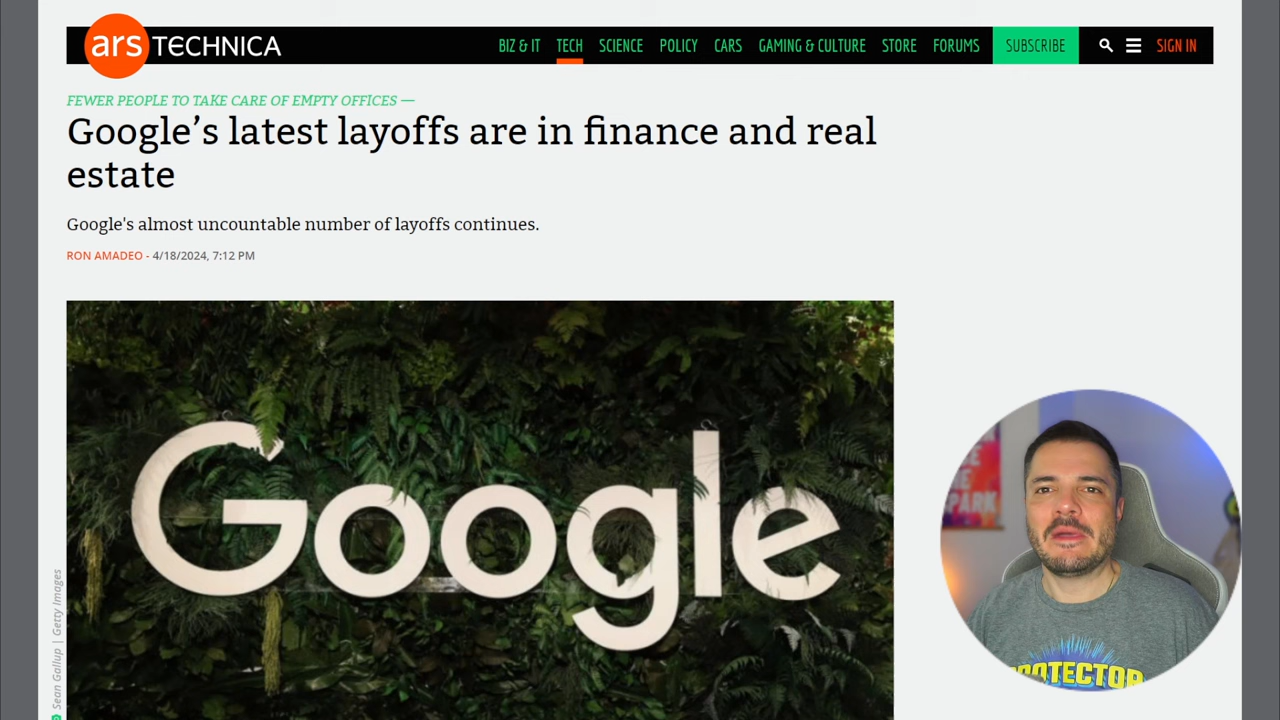 ars TECHNICA
BIZ & IT TECH SCIENCE POLICY CARS GAMING & CULTURE STORE FORUMS SUBSCRIBE SIGN IN
FEWER PEOPLE TO TAKE CARE OF EMPTY OFFICES —
Google’s latest layoffs are in finance and real
estate
Google's almost uncountable number of layoffs continues.
RON AMADEO - 4/18/2024, 7:12 PM
Google
Sean Gallup | Getty Images